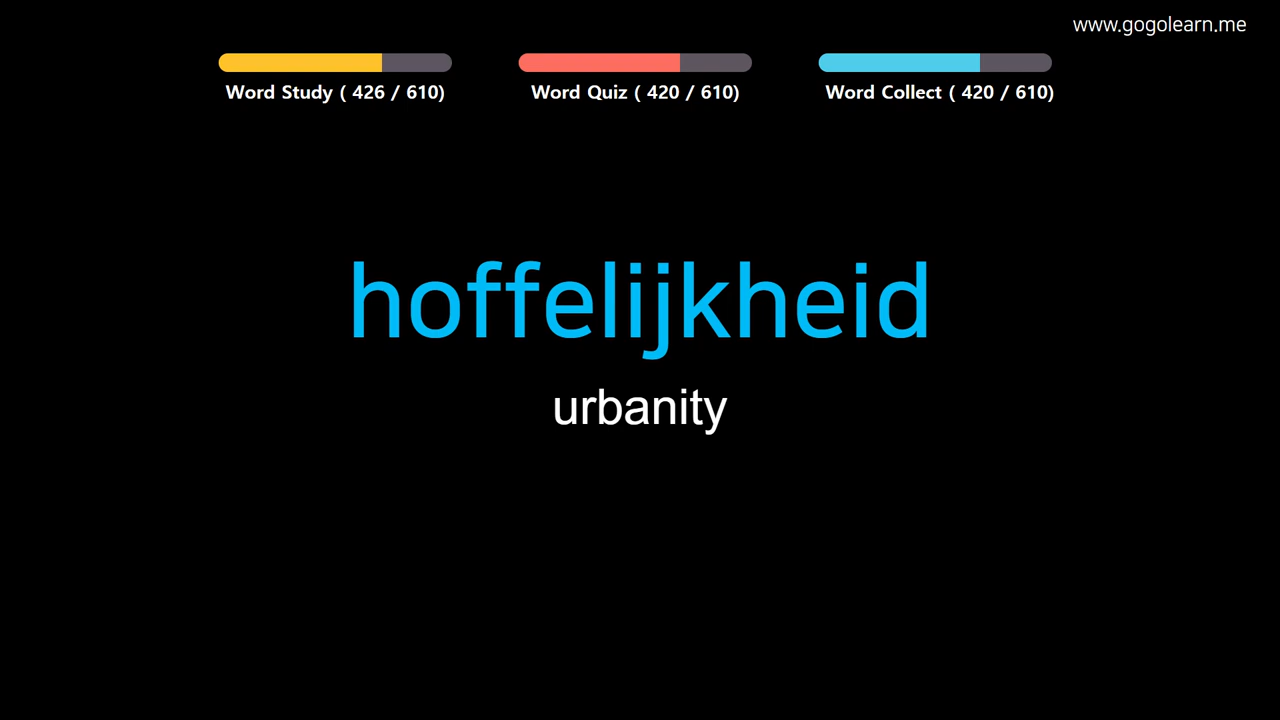 www.gogolearn.me
Word Study ( 426 / 610)
Word Quiz ( 420 / 610)
Word Collect ( 420 / 610)
hoffelijkheid
urbanity